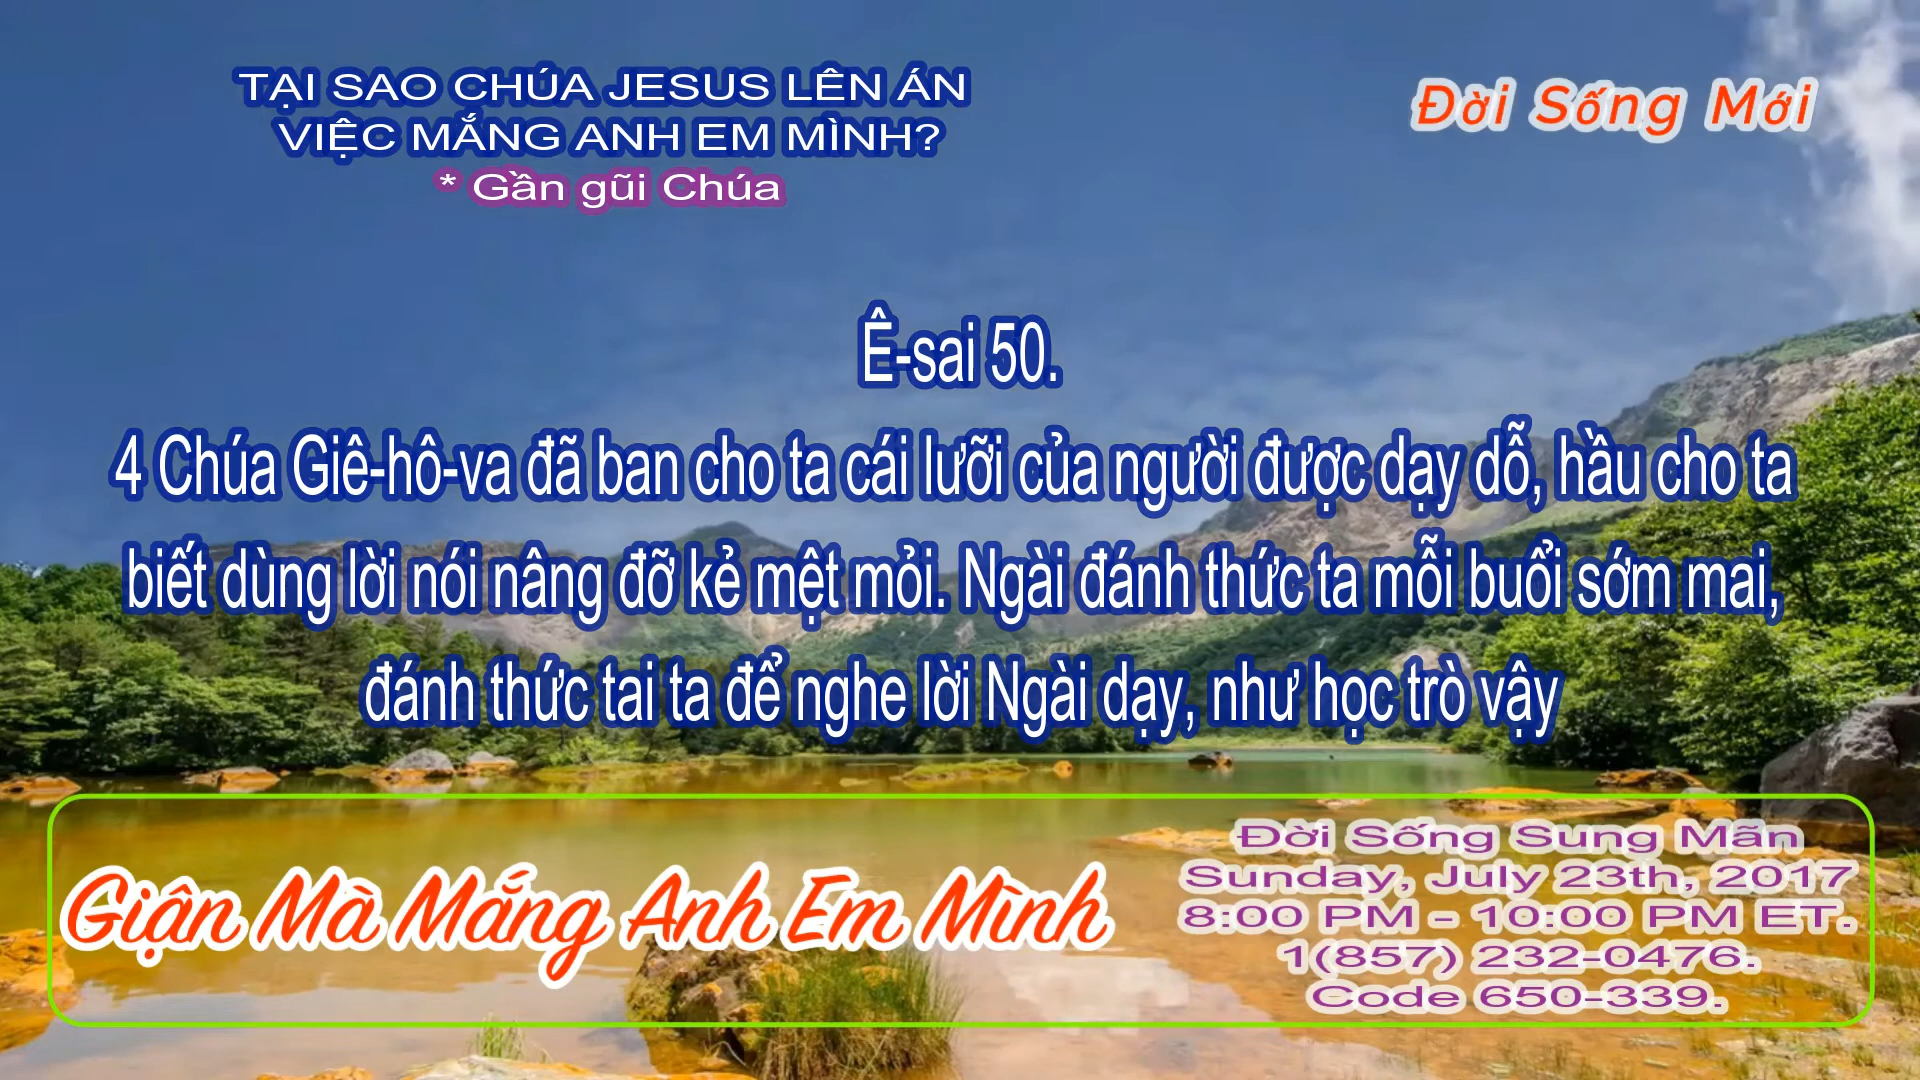 TẠI SAO CHÚA JESUS LÊN ÁN
VIỆC MẮNG ANH EM MÌNH?
* Gần gũi Chúa
Đời Sống Mới
Ê-sai 50.
4 Chúa Giê-hô-va đã ban cho ta cái lưỡi của người được dạy dỗ, hầu cho ta
biết dùng lời nói nâng đỡ kẻ mệt mỏi. Ngài đánh thức ta mỗi buổi sớm mai,
đánh thức tai ta để nghe lời Ngài dạy, như học trò vậy
Giận Mà Mắng Anh Em Mình
Đời Sống Sung Mãn
Sunday, July 23th, 2017
8:00 PM - 10:00 PM ET.
1(857) 232-0476.
Code 650-339.